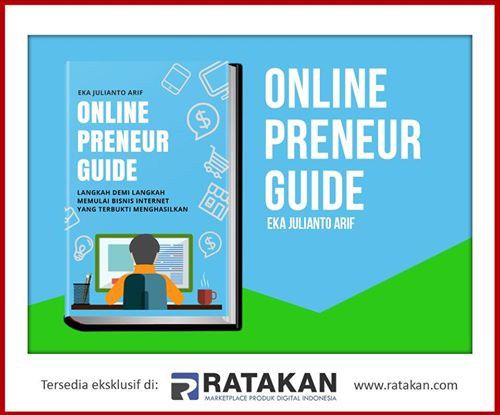 EKA JULIANTO ARIF
ONLINE
PRENEUR
GUIDE
LANGKAH DEMI LANGKAH
MEMULAI BISNIS INTERNET
YANG TERBUKTI MENGHASILKAN
ONLINE
PRENEUR
GUIDE
EKA JULIANTO ARIF
Tersedia eksklusif di:
RATAKAN
MARKETPLACE PRODUK DIGITAL INDONESIA
www.ratakan.com